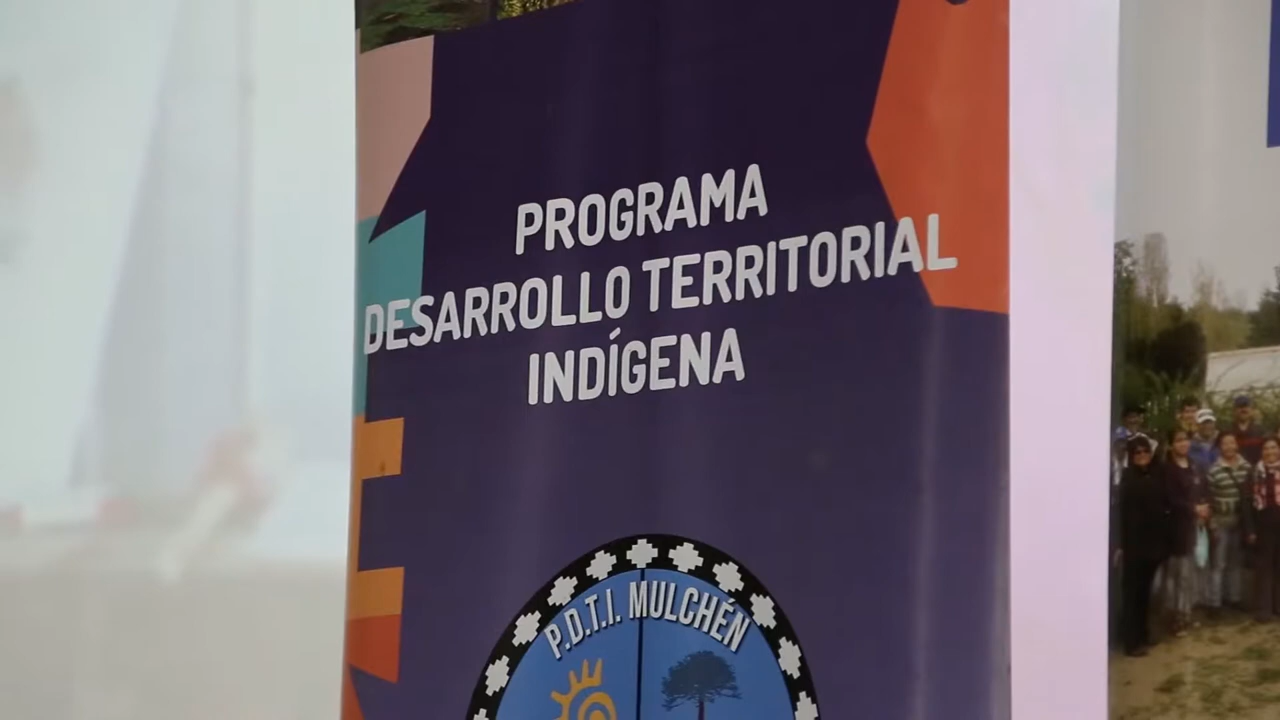 PROGRAMA
DESARROLLO TERRITORIAL
INDÍGENA
P.D.T.I. MULCHÉN